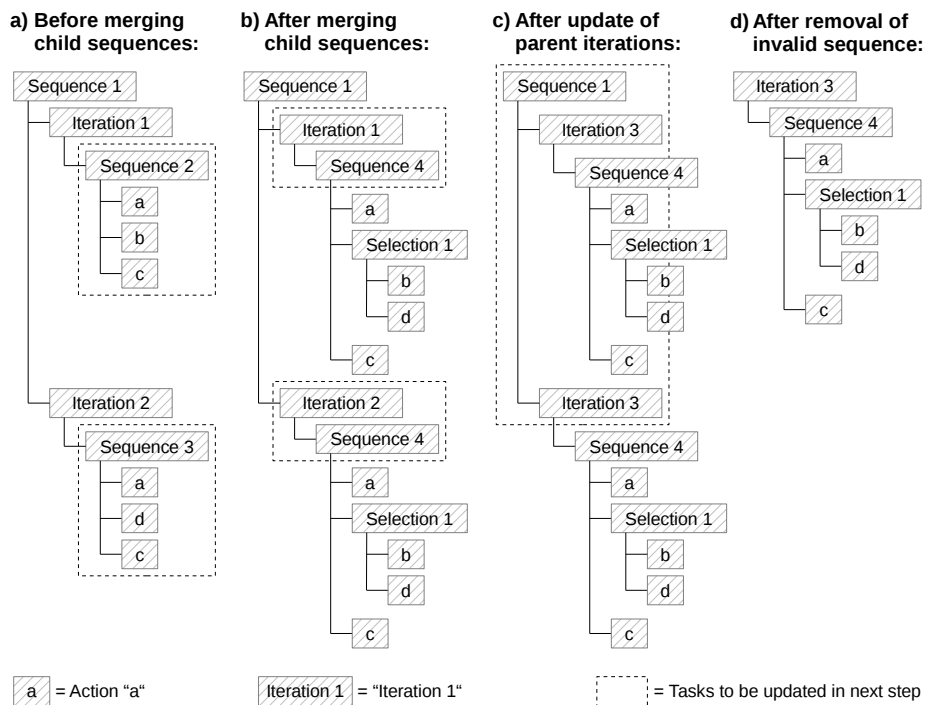 a) Before merging
child sequences:
Sequence 1
Iteration 1
Sequence 2
a
b
c
Iteration 2
Sequence 3
a
d
c
b) After merging
child sequences:
Sequence 1
Iteration 1
Sequence 4
a
Selection 1
b
d
c
Iteration 2
Sequence 4
a
Selection 1
b
d
c
c) After update of
parent iterations:
Sequence 1
Iteration 3
Sequence 4
a
Selection 1
b
d
c
Iteration 3
Sequence 4
a
Selection 1
b
d
c
d) After removal of
invalid sequence:
Iteration 3
Sequence 4
a
Selection 1
b
d
c
a = Action “a“
Iteration 1 = “Iteration 1“
= Tasks to be updated in next step